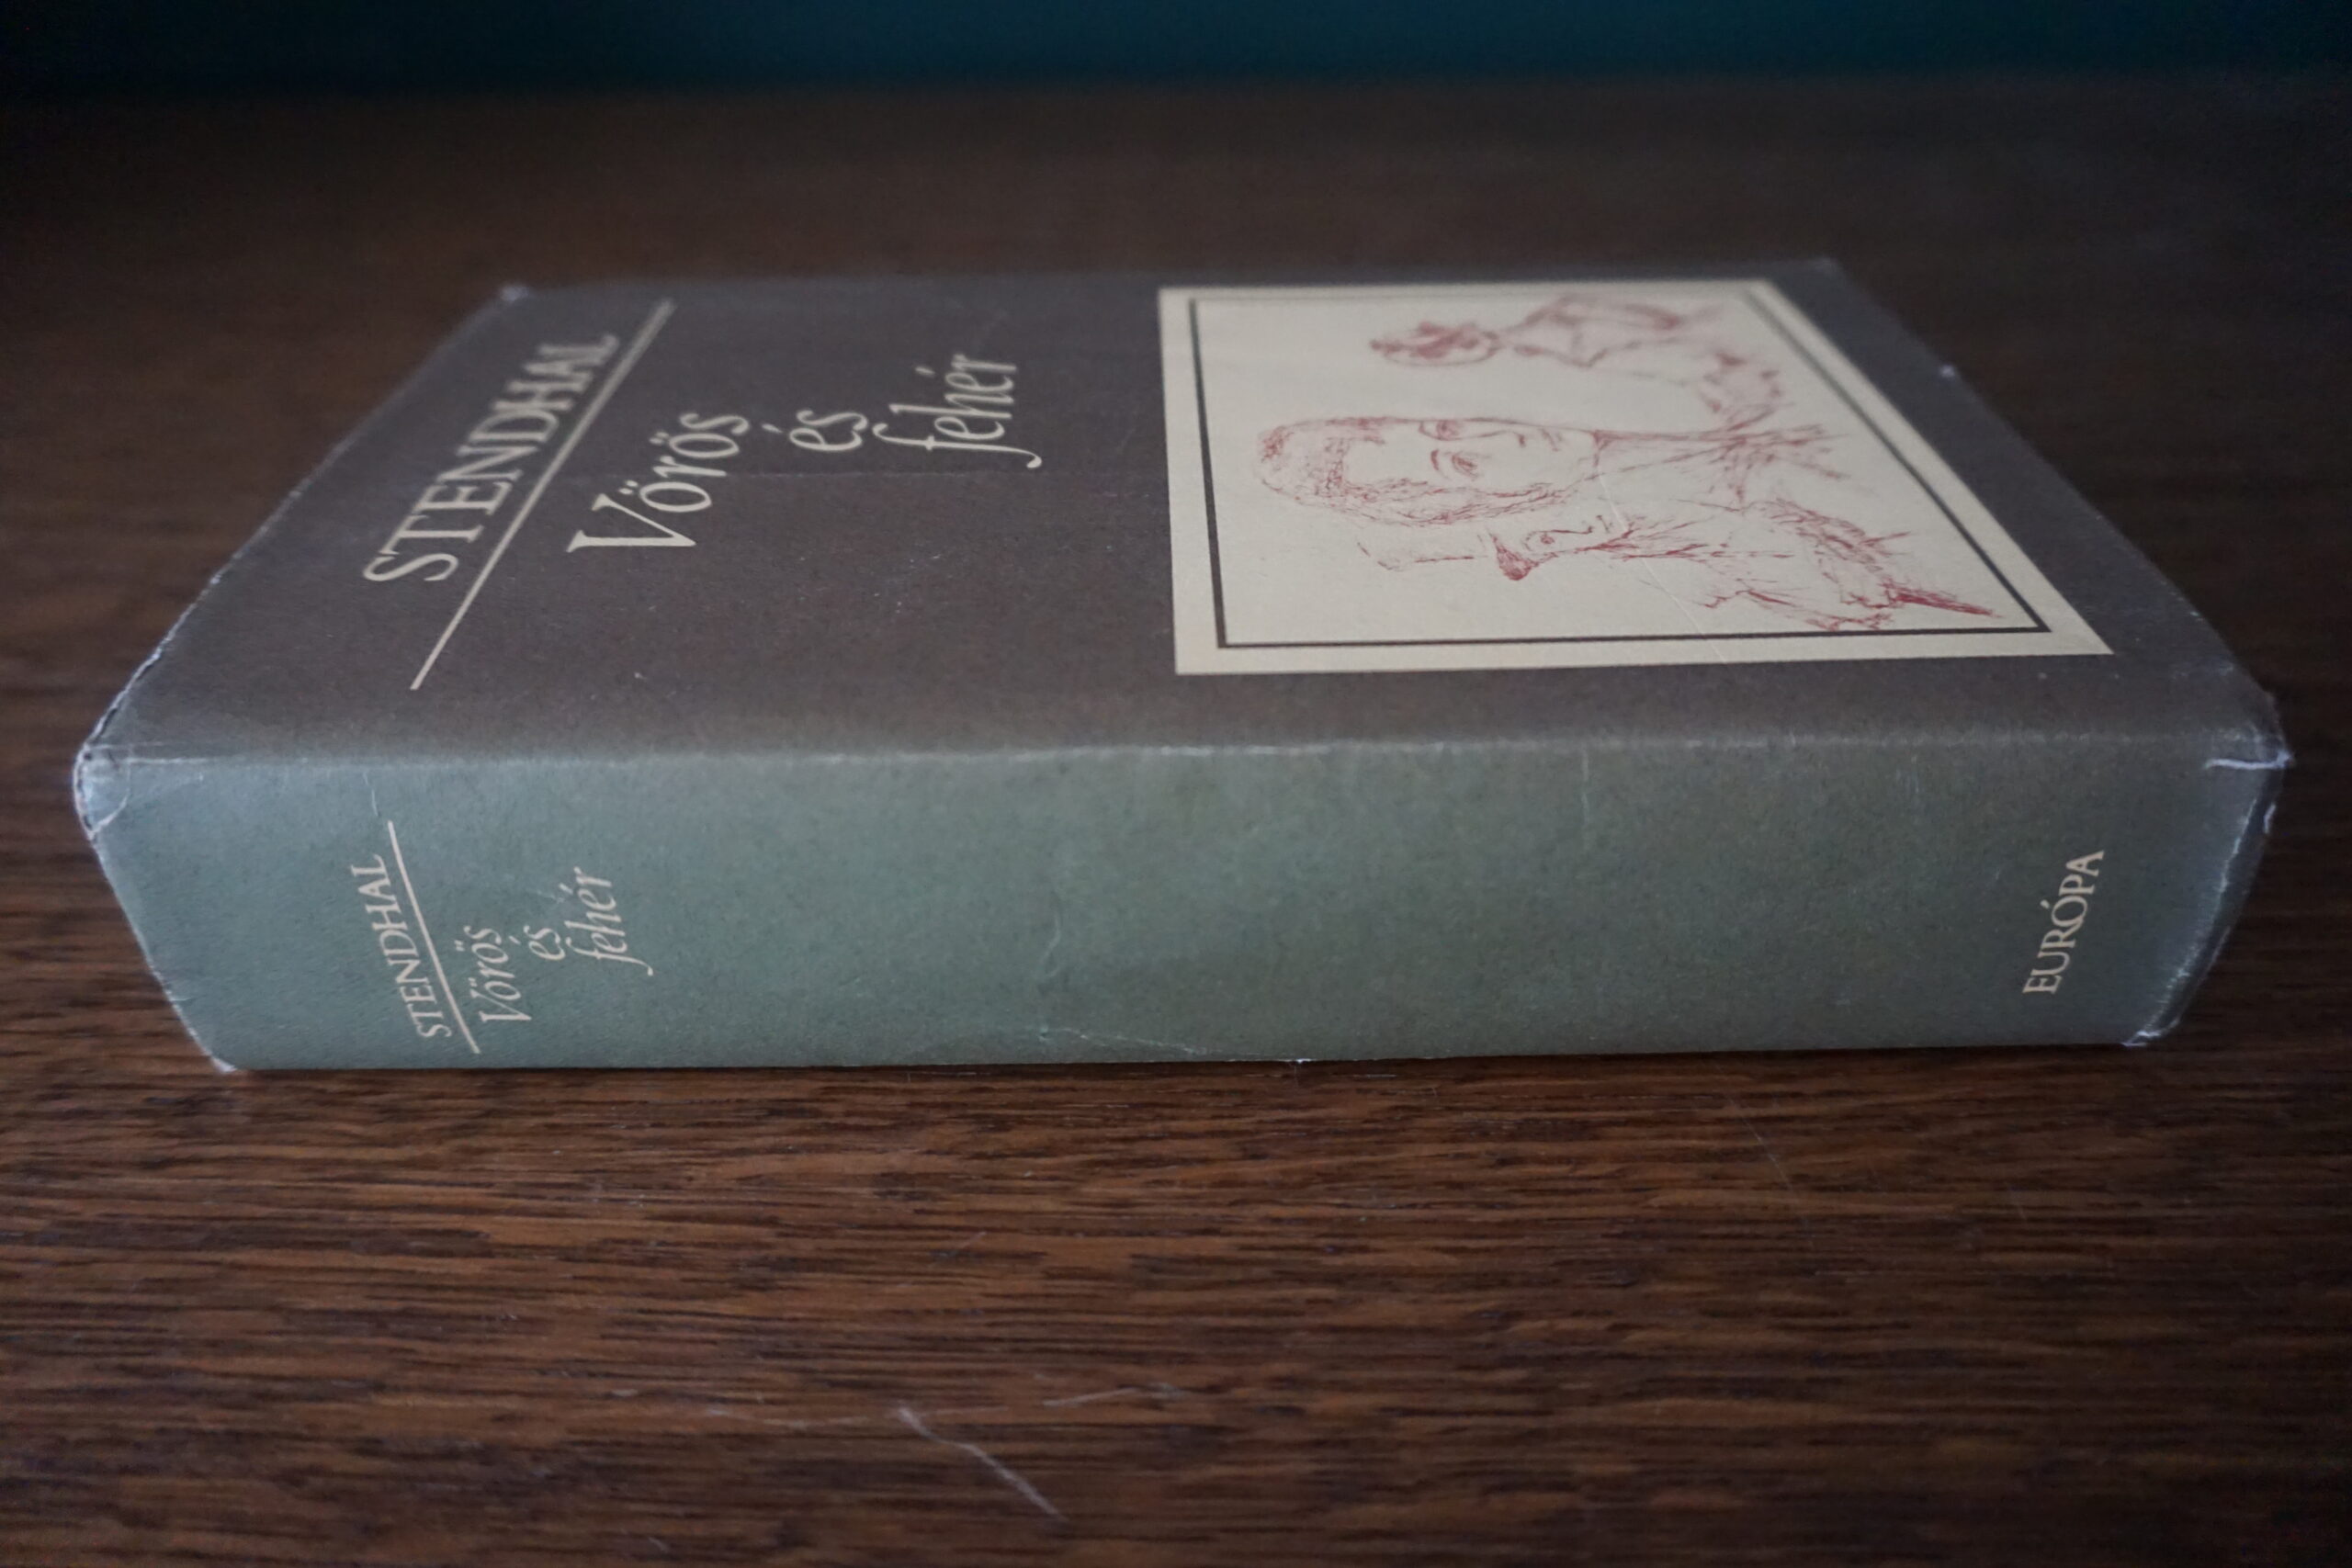 STENDHAL
Vörös
és
fehér
STENDHAL
Vörös
és
fehér
EURÓPA